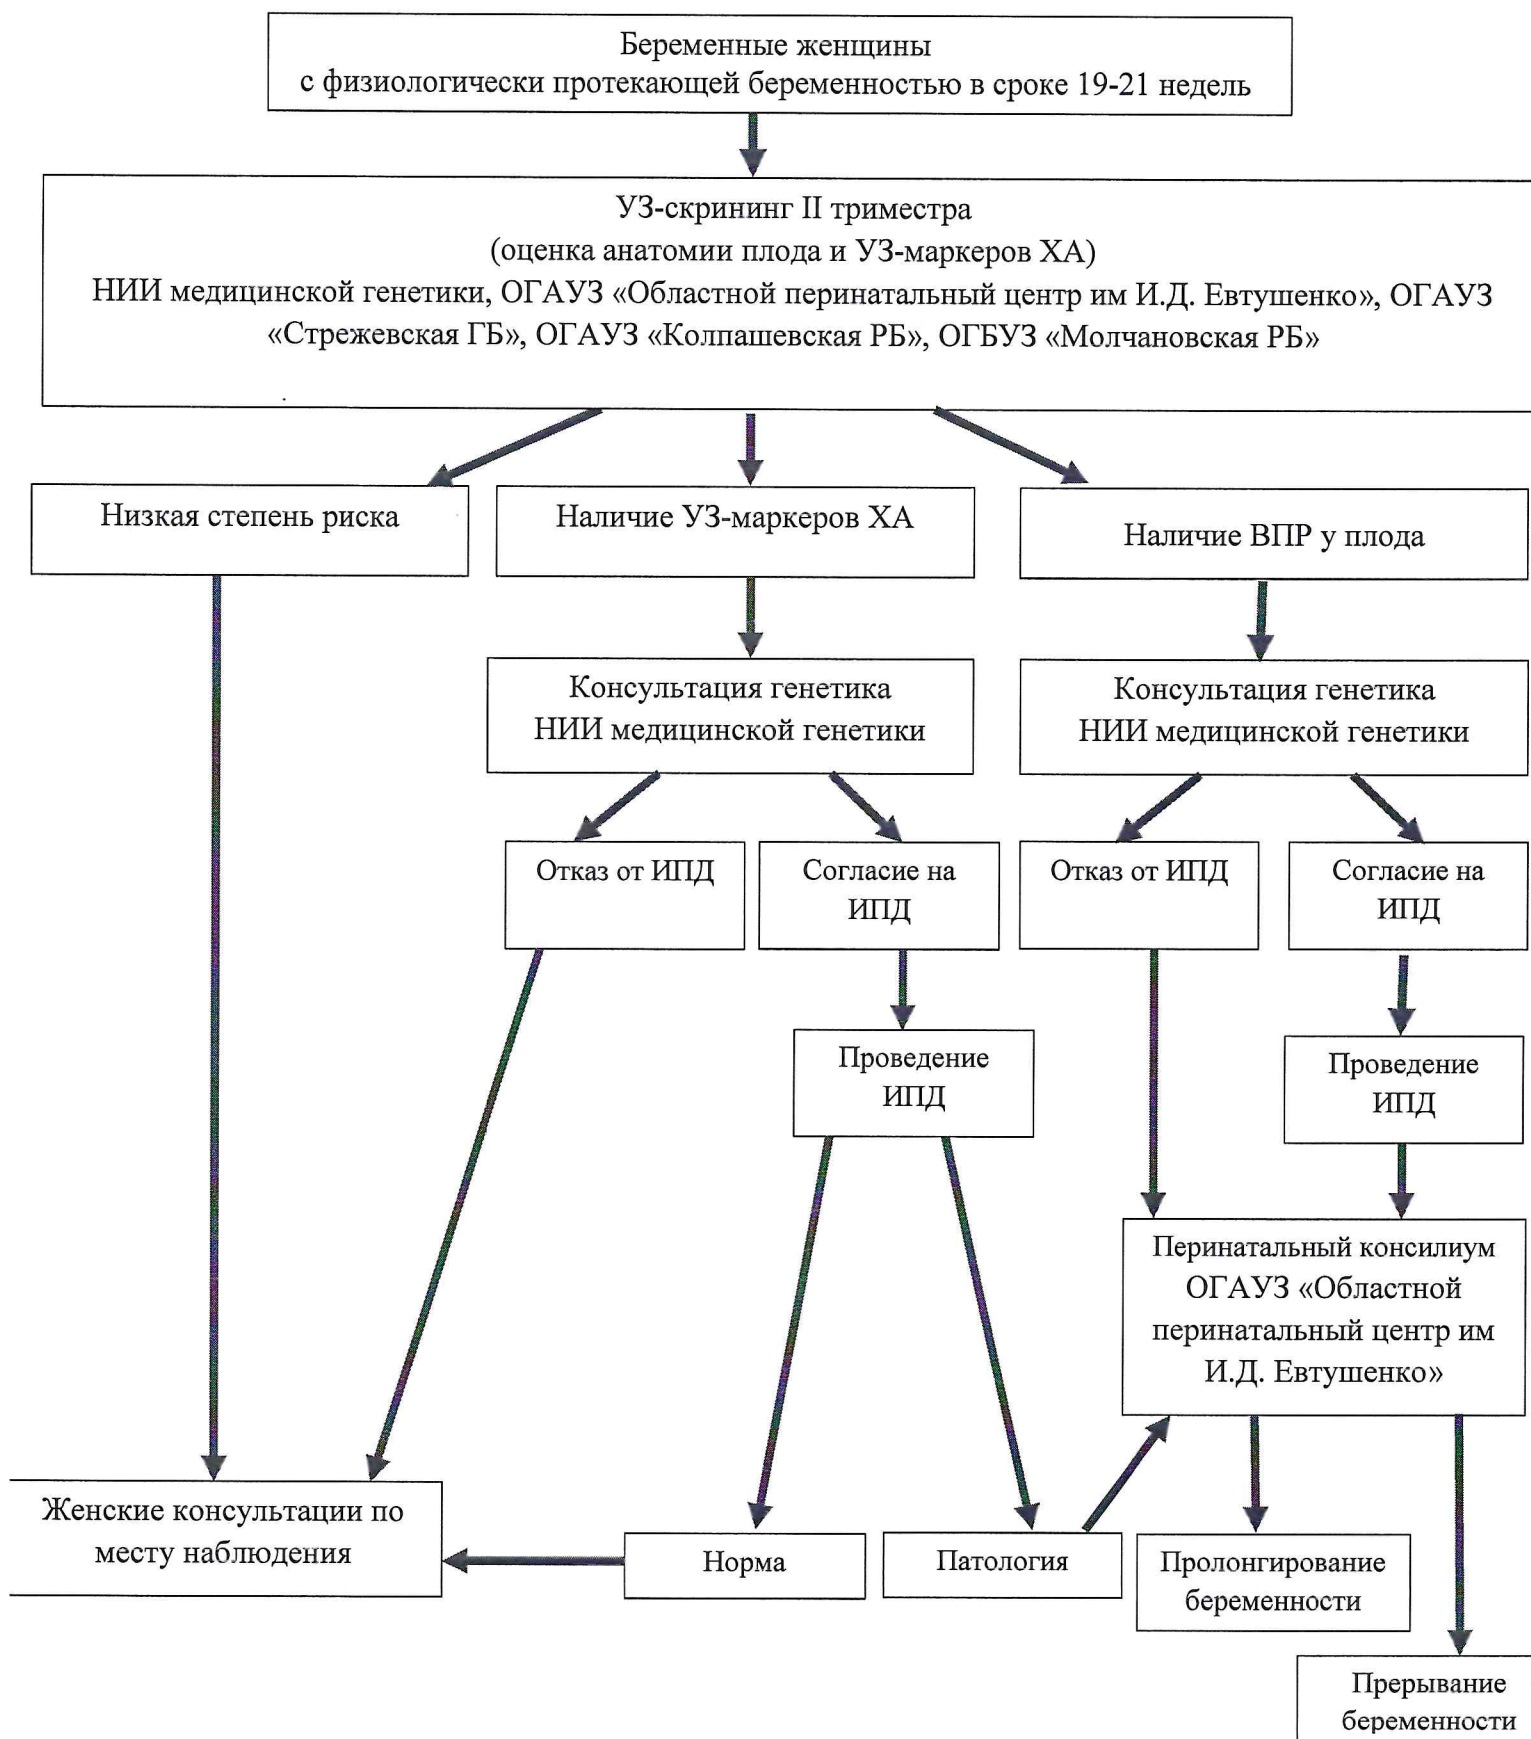 Беременные женщины
с физиологически протекающей беременностью в сроке 19-21 недель
УЗ-скрининг II триместра
(оценка анатомии плода и УЗ-маркеров ХА)
НИИ медицинской генетики, ОГАУЗ «Областной перинатальный центр им И.Д. Евтушенко», ОГАУЗ
«Стрежевская ГБ», ОГАУЗ «Колпашевская РБ», ОГБУЗ «Молчановская РБ»
Низкая степень риска
Наличие УЗ-маркеров ХА
Наличие ВПР у плода
Консультация генетика
НИИ медицинской генетики
Консультация генетика
НИИ медицинской генетики
Отказ от ИПД
Согласие на
ИПД
Отказ от ИПД
Согласие на
ИПД
Проведение
ИПД
Проведение
ИПД
Перинатальный консилиум
ОГАУЗ «Областной
перинатальный центр им
И.Д. Евтушенко»
Женские консультации по
месту наблюдения
Норма
Патология
Пролонгирование
беременности
Прерывание
беременности